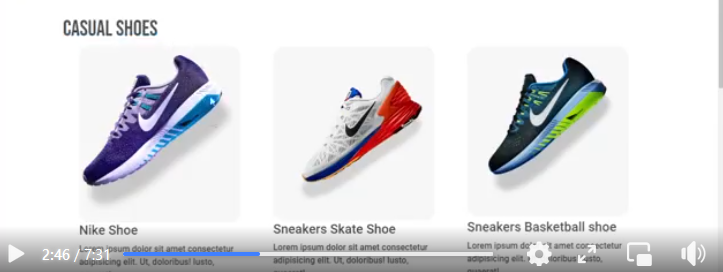 CASUAL SHOES
Nike Shoe
Lorem ipsum dolor sit amet consectetur
adipisicing elit. Ut, doloribus! Iusto,
Sneakers Skate Shoe
Lorem ipsum dolor sit amet consectetur
adipisicing elit. Ut, doloribus! Iusto,
Sneakers Basketball shoe
Lorem ipsum dolor sit amet consectetur
adipisicing elit. Ut, doloribus! Iusto,
2:46 / 7:31